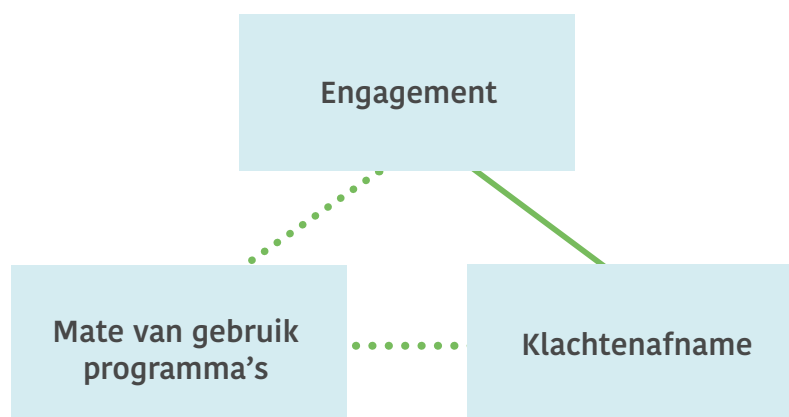 Engagement
Mate van gebruik
programma’s
Klachtenafname